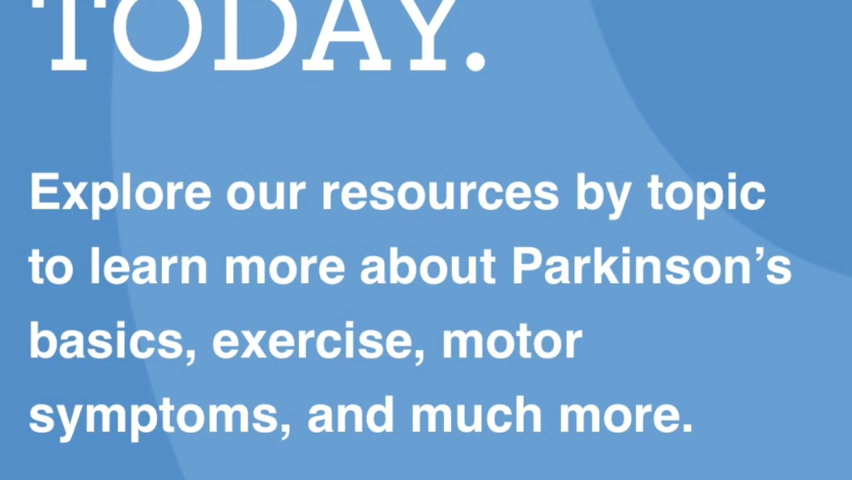 TODAY.
Explore our resources by topic
to learn more about Parkinson’s
basics, exercise, motor
symptoms, and much more.